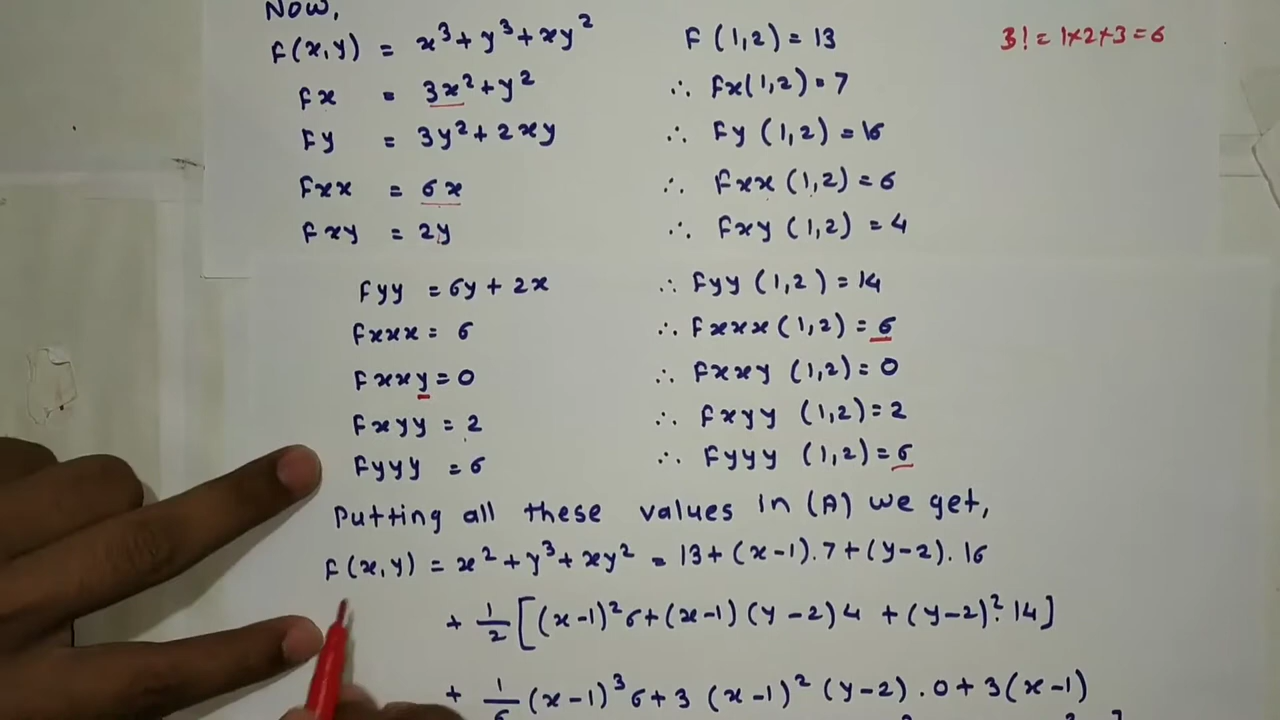 Now,
F(x,y) = x³+y³+xy² F(1,2)=13 3!=1×2×3=6
Fx = 3x²+y² ∴ Fx(1,2)=7
Fy = 3y²+2xy ∴ Fy (1,2)=16
Fxx = 6x ∴ Fxx (1,2)=6
Fxy = 2y ∴ Fxy (1,2) = 4
Fyy = 6y + 2x ∴ Fyy (1,2) = 14
Fxxx = 6 ∴ Fxxx (1,2) = 6
Fxxy = 0 ∴ Fxxy (1,2)=0
Fxyy = 2 ∴ Fxyy (1,2)=2
Fyyy = 6 ∴ Fyyy (1,2)=6
Putting all these values in (A) we get,
F(x,y) = x²+y³+xy² = 13+(x-1).7+(y-2).16
+ 1/2 [(x-1)²6+(x-1)(y-2)4 +(y-2)².14]
+ 1/6 (x-1)³6+3 (x-1)² (y-2).0+3(x-1)